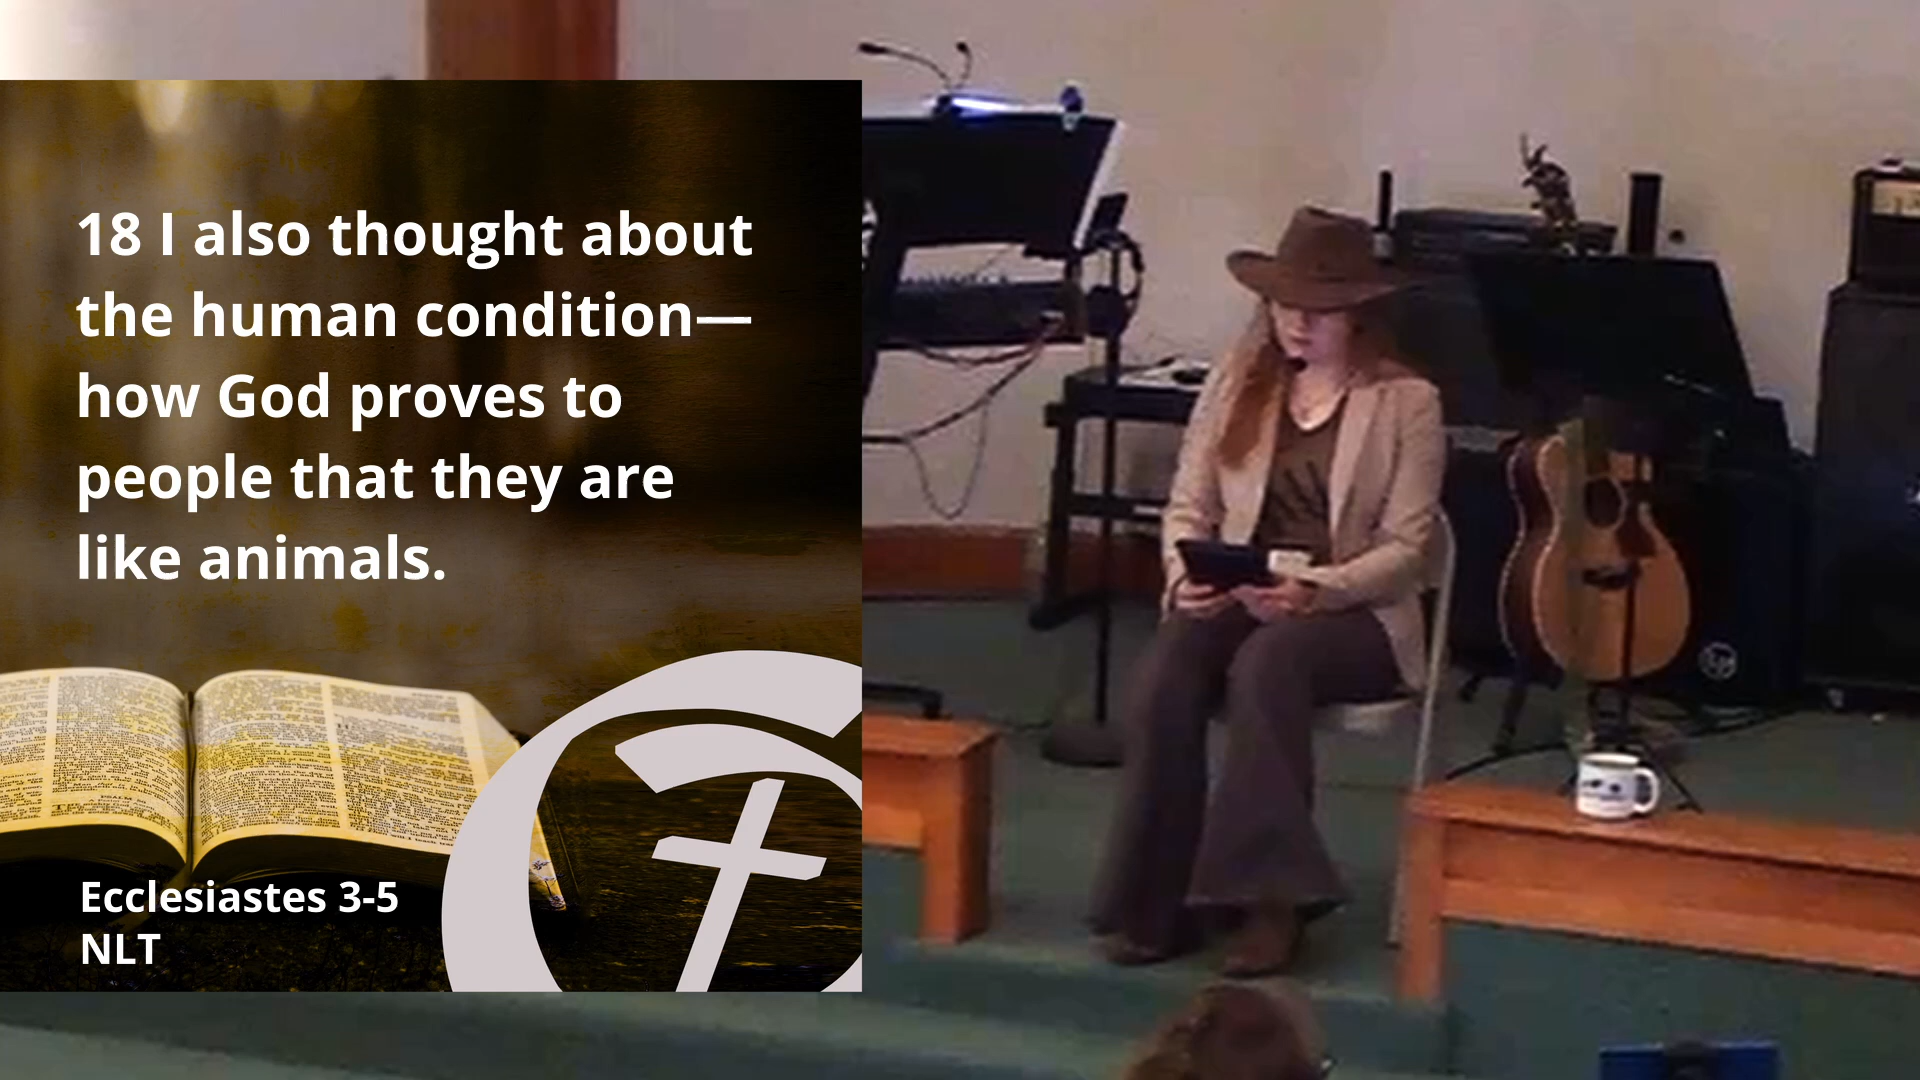 18 I also thought about
the human condition—
how God proves to
people that they are
like animals.
Ecclesiastes 3-5
NLT